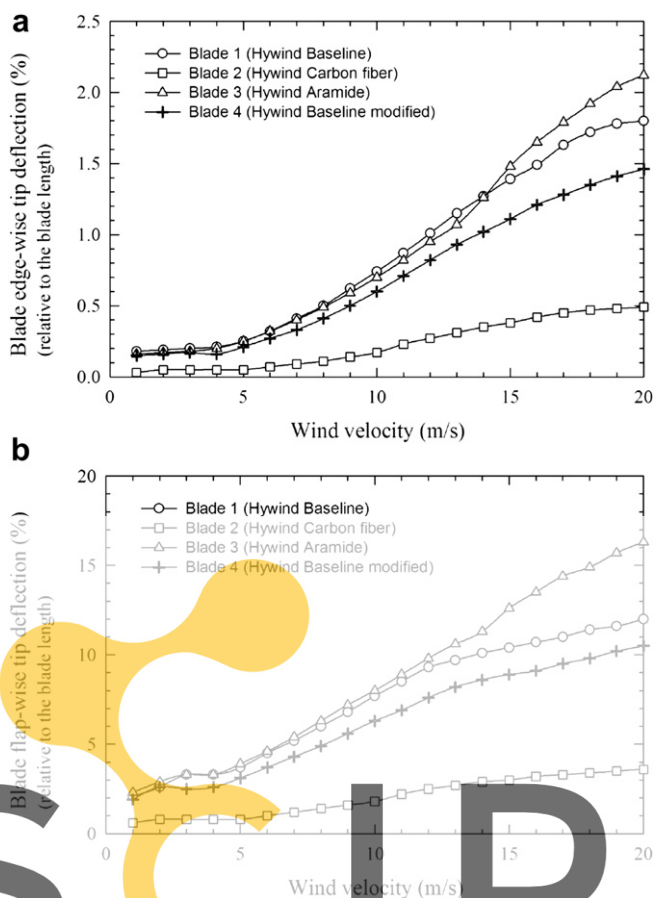 a
2.5
Blade 1 (Hywind Baseline)
Blade 2 (Hywind Carbon fiber)
Blade 3 (Hywind Aramide)
Blade 4 (Hywind Baseline modified)
2.0
1.5
1.0
0.5
0.0
Blade edge-wise tip deflection (%)
(relative to the blade length)
0 5 10 15 20
Wind velocity (m/s)
b
20
Blade 1 (Hywind Baseline)
Blade 2 (Hywind Carbon fiber)
Blade 3 (Hywind Aramide)
Blade 4 (Hywind Baseline modified)
15
10
5
0
Blade flap-wise tip deflection (%)
(relative to the blade length)
0 5 10 15 20
Wind velocity (m/s)